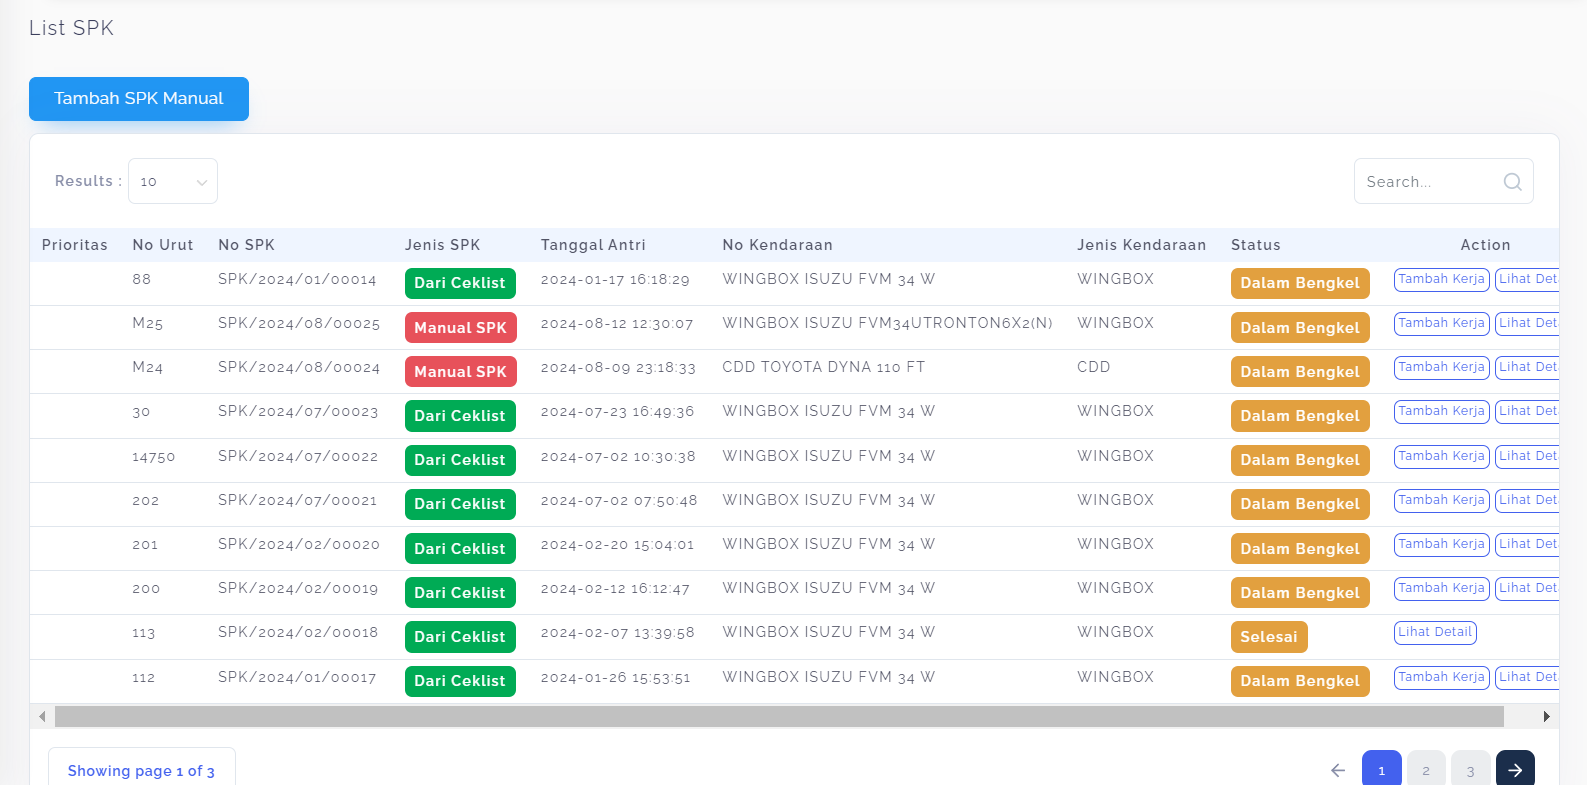 List SPK
Tambah SPK Manual
Results : 10 Search...
Prioritas No Urut No SPK Jenis SPK Tanggal Antri No Kendaraan Jenis Kendaraan Status Action
88 SPK/2024/01/00014 Dari Ceklist 2024-01-17 16:18:29 WINGBOX ISUZU FVM 34 W WINGBOX Dalam Bengkel Tambah Kerja Lihat Deta
M25 SPK/2024/08/00025 Manual SPK 2024-08-12 12:30:07 WINGBOX ISUZU FVM34UTRONTON6X2(N) WINGBOX Dalam Bengkel Tambah Kerja Lihat Deta
M24 SPK/2024/08/00024 Manual SPK 2024-08-09 23:18:33 CDD TOYOTA DYNA 110 FT CDD Dalam Bengkel Tambah Kerja Lihat Deta
30 SPK/2024/07/00023 Dari Ceklist 2024-07-23 16:49:36 WINGBOX ISUZU FVM 34 W WINGBOX Dalam Bengkel Tambah Kerja Lihat Deta
14750 SPK/2024/07/00022 Dari Ceklist 2024-07-02 10:30:38 WINGBOX ISUZU FVM 34 W WINGBOX Dalam Bengkel Tambah Kerja Lihat Deta
202 SPK/2024/07/00021 Dari Ceklist 2024-07-02 07:50:48 WINGBOX ISUZU FVM 34 W WINGBOX Dalam Bengkel Tambah Kerja Lihat Deta
201 SPK/2024/02/00020 Dari Ceklist 2024-02-20 15:04:01 WINGBOX ISUZU FVM 34 W WINGBOX Dalam Bengkel Tambah Kerja Lihat Deta
200 SPK/2024/02/00019 Dari Ceklist 2024-02-12 16:12:47 WINGBOX ISUZU FVM 34 W WINGBOX Dalam Bengkel Tambah Kerja Lihat Deta
113 SPK/2024/02/00018 Dari Ceklist 2024-02-07 13:39:58 WINGBOX ISUZU FVM 34 W WINGBOX Selesai Lihat Detail
112 SPK/2024/01/00017 Dari Ceklist 2024-01-26 15:53:51 WINGBOX ISUZU FVM 34 W WINGBOX Dalam Bengkel Tambah Kerja Lihat Deta
Showing page 1 of 3 1 2 3